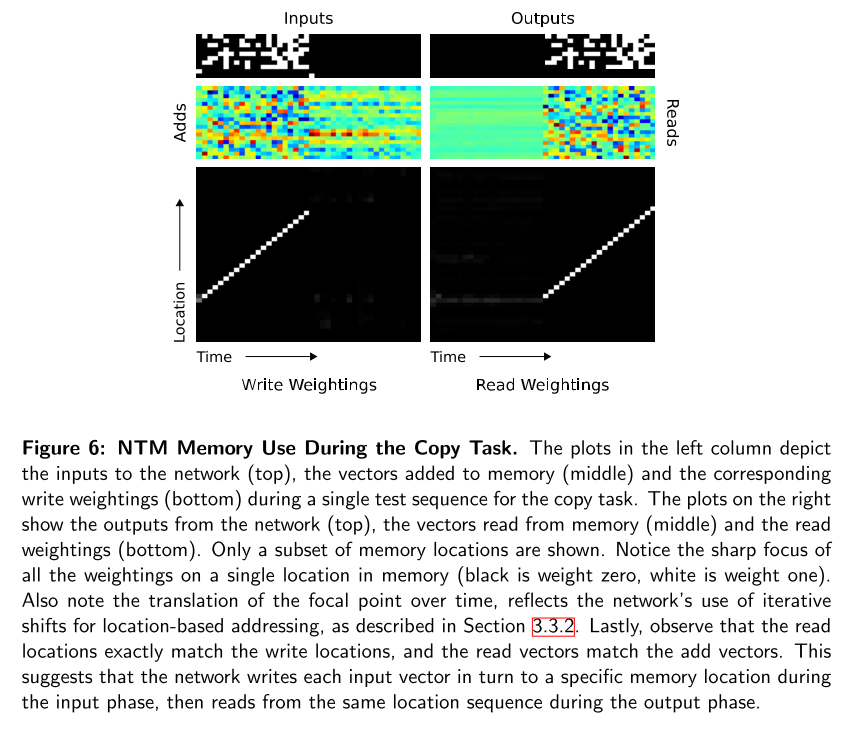 Inputs
Outputs
Adds
Reads
Location
Time
Time
Write Weightings
Read Weightings
Figure 6: NTM Memory Use During the Copy Task. The plots in the left column depict
the inputs to the network (top), the vectors added to memory (middle) and the corresponding
write weightings (bottom) during a single test sequence for the copy task. The plots on the right
show the outputs from the network (top), the vectors read from memory (middle) and the read
weightings (bottom). Only a subset of memory locations are shown. Notice the sharp focus of
all the weightings on a single location in memory (black is weight zero, white is weight one).
Also note the translation of the focal point over time, reflects the network's use of iterative
shifts for location-based addressing, as described in Section 3.3.2. Lastly, observe that the read
locations exactly match the write locations, and the read vectors match the add vectors. This
suggests that the network writes each input vector in turn to a specific memory location during
the input phase, then reads from the same location sequence during the output phase.